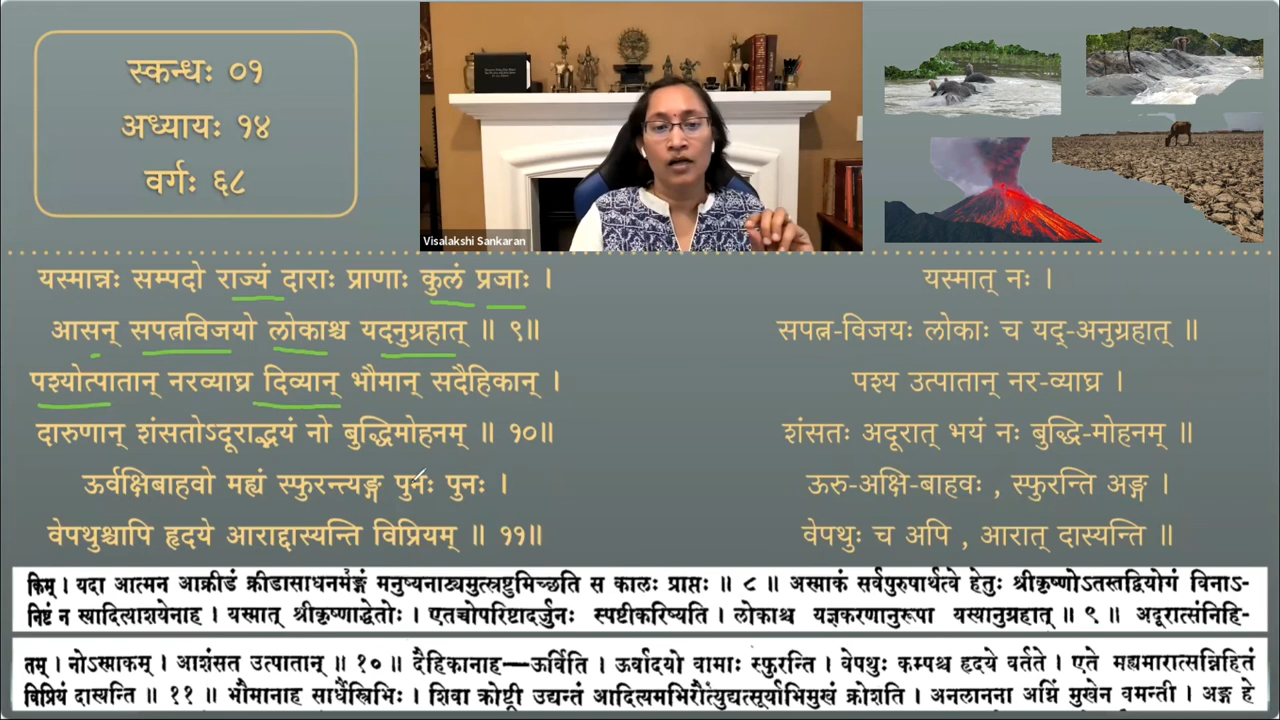 स्कन्धः ०१
अध्यायः १४
वर्गः ६८
Visalakshi Sankaran
यस्मान्नः सम्पदो राज्यं दाराः प्राणाः कुलं प्रजाः ।
आसन् सपत्नविजयो लोकाश्च यदनुग्रहात् ॥ ९॥
पश्योत्पातान् नरव्याघ्र दिव्यान् भौमान् सदैहिकान् ।
दारुणान् शंसतोऽदूराद्भयं नो बुद्धिमोहनम् ॥ १०॥
ऊर्वक्षिबाहवो मह्यं स्फुरन्त्यङ्ग पुनः पुनः ।
वेपथुश्चापि हृदये आराद्दास्यन्ति विप्रियम् ॥ ११॥
यस्मात् नः ।
सपत्न-विजयः लोकाः च यद्-अनुग्रहात् ॥
पश्य उत्पातान् नर-व्याघ्र ।
शंसतः अदूरात् भयं नः बुद्धि-मोहनम् ॥
ऊरु-अक्षि-बाहवः , स्फुरन्ति अङ्ग ।
वेपथुः च अपि , आरात् दास्यन्ति ॥
किम् । यदा आत्मन आक्रीडं क्रीडासाधनमङ्गं मनुष्यनाट्यमुत्स्रष्टुमिच्छति स कालः प्राप्तः ॥ ८ ॥ अस्माकं सर्वपुरुषार्थत्वे हेतुः श्रीकृष्णोऽतस्तद्वियोगं विनाऽ-
निष्टं न स्यादित्याशयेनाह । यस्मात् श्रीकृष्णाद्धेतोः । एतच्चोपरिष्टादर्जुनः स्पष्टीकरिष्यति । लोकाश्च यज्ञकरणानुरूपा यस्यानुग्रहात् ॥ ९ ॥ अदूरात्संनिहि-
तम् । नोऽस्माकम् । आशंसत उत्पातान् ॥ १० ॥ दैहिकानाह—ऊर्विति । ऊर्वादयो वामाः स्फुरन्ति । वेपथुः कम्पश्च हृदये वर्तते । एते मह्यमारात्सन्निहितं
विप्रियं दास्यन्ति ॥ ११ ॥ भौमानाह सार्धैस्त्रिभिः । शिवा क्रोष्ट्री उद्यन्तं आदित्यमभिरौत्युद्यत्सूर्याभिमुखं क्रोशति । अनलानना अग्निं मुखेन वमन्ती । अङ्ग हे